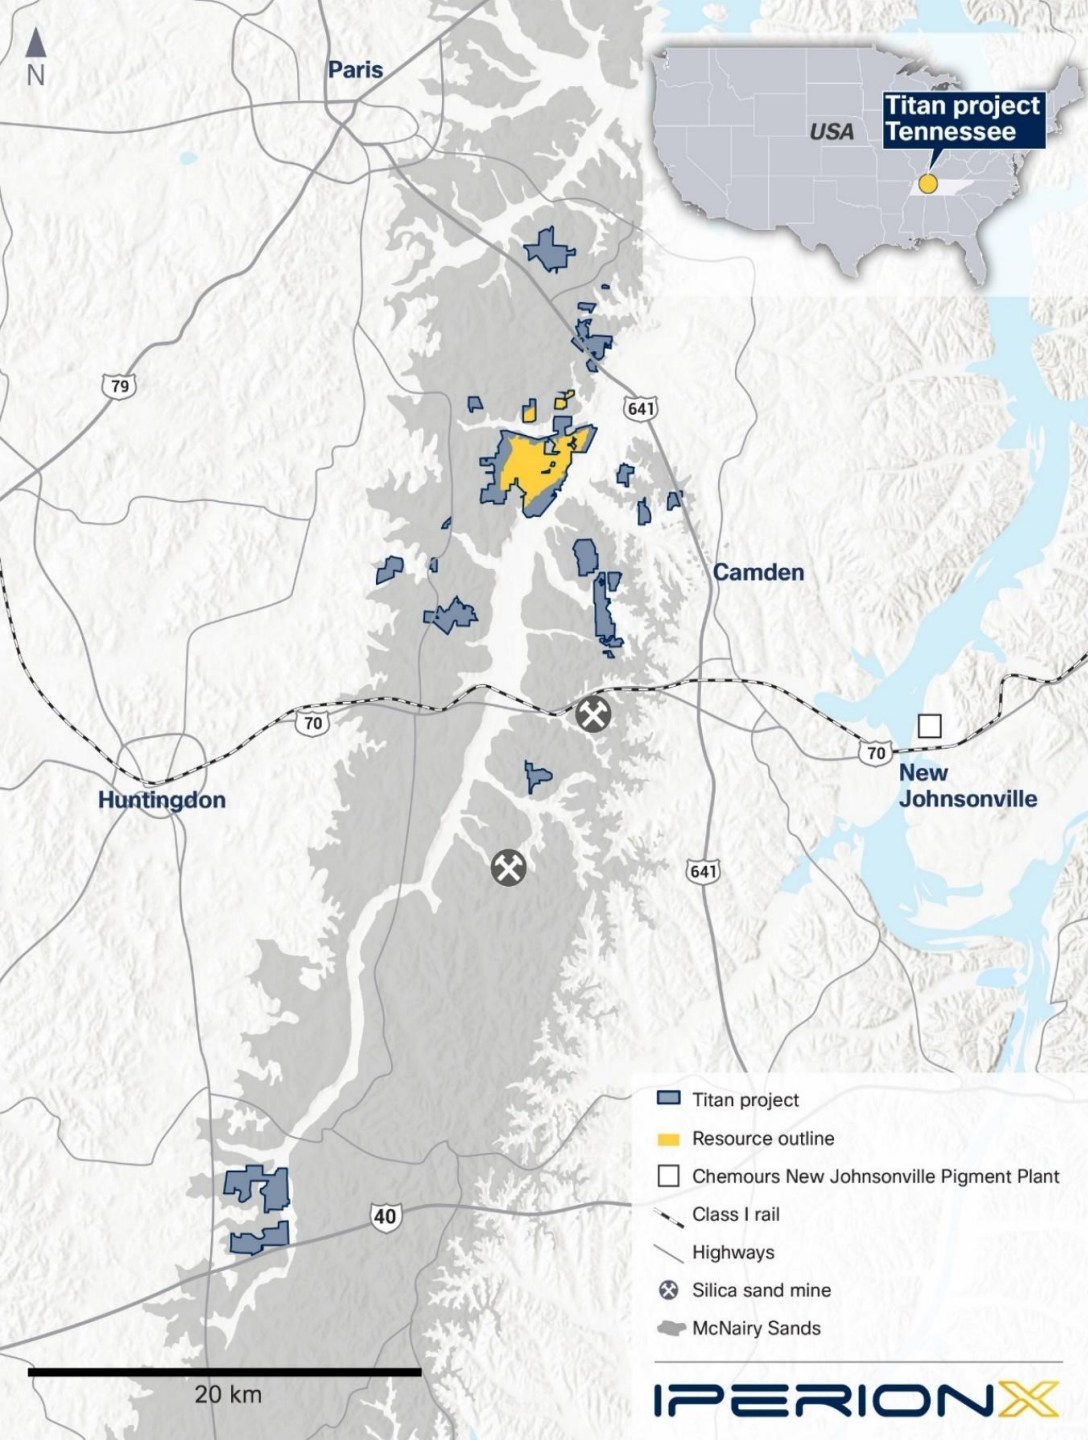 N
Paris
USA
Titan project
Tennessee
79
641
Camden
70
70
New
Johnsonville
Huntingdon
641
40
Titan project
Resource outline
Chemours New Johnsonville Pigment Plant
Class I rail
Highways
Silica sand mine
McNairy Sands
20 km
IPERIONX